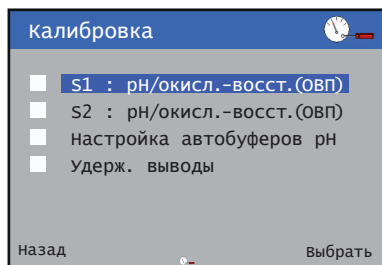 Калибровка
S1 : pH/окисл.-восст.(ОВП)
S2 : pH/окисл.-восст.(ОВП)
Настройка автобуферов pH
Удерж. выводы
Назад Выбрать